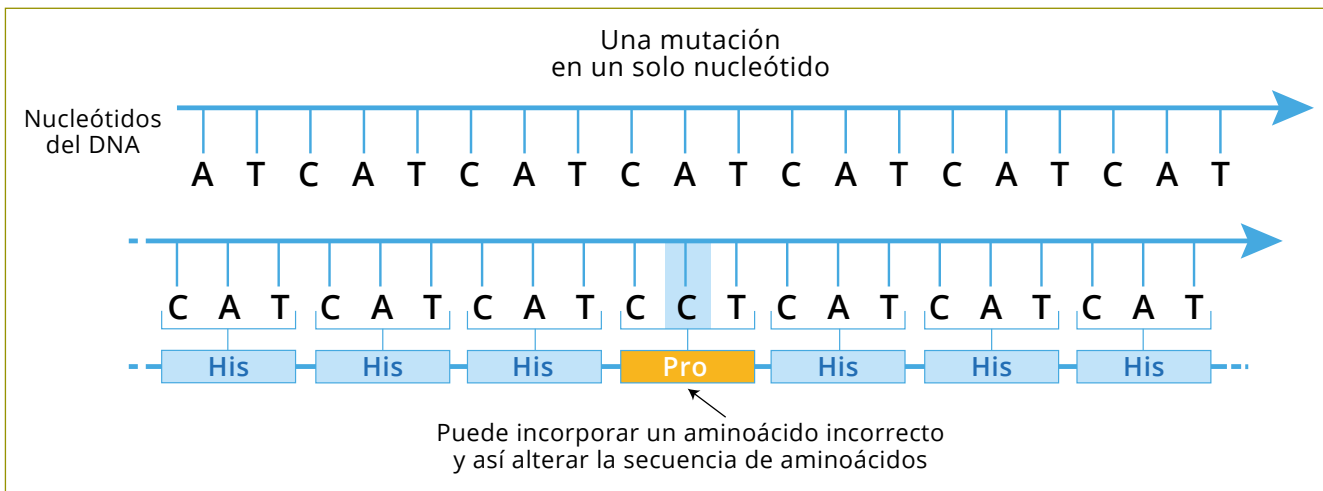 Una mutación
en un solo nucleótido
Nucleótidos
del DNA
A T C A T C A T C A T C A T C A T C A T
C A T C A T C A T C C T C A T C A T C A T
His His His Pro His His His
Puede incorporar un aminoácido incorrecto
y así alterar la secuencia de aminoácidos